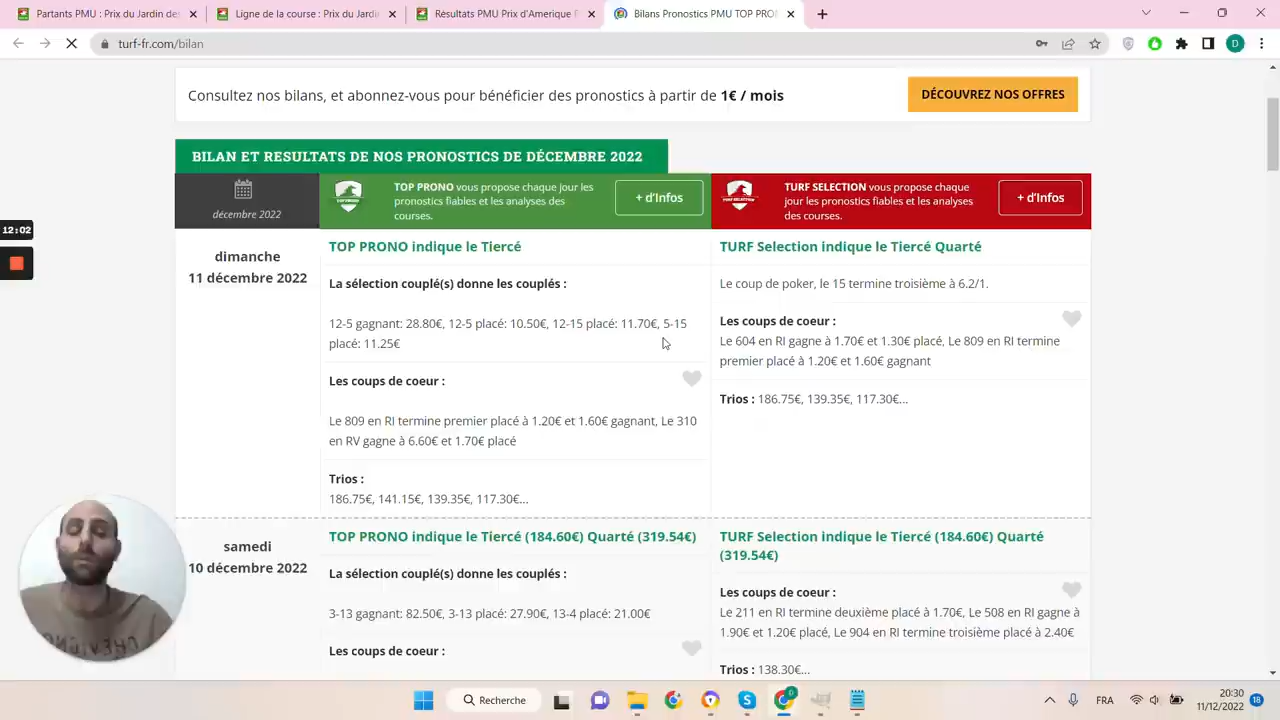 Partants PMU : Prix du Jardin des
Ligne de la course : Prix du Jardi
Résultats PMU Prix d'Amerique
Bilans Pronostics PMU TOP PRON
turf-fr.com/bilan
D
Consultez nos bilans, et abonnez-vous pour bénéficier des pronostics à partir de 1€ / mois
DÉCOUVREZ NOS OFFRES
BILAN ET RESULTATS DE NOS PRONOSTICS DE DÉCEMBRE 2022
décembre 2022
TOP PRONO vous propose chaque jour les
pronostics fiables et les analyses des
courses.
+ d'Infos
TURF SELECTION vous propose chaque
jour les pronostics fiables et les analyses
des courses.
+ d'Infos
12:02
dimanche
11 décembre 2022
TOP PRONO indique le Tiercé
La sélection couplé(s) donne les couplés :
12-5 gagnant: 28.80€, 12-5 placé: 10.50€, 12-15 placé: 11.70€, 5-15
placé: 11.25€
Les coups de coeur :
Le 809 en RI termine premier placé à 1.20€ et 1.60€ gagnant, Le 310
en RV gagne à 6.60€ et 1.70€ placé
Trios :
186.75€, 141.15€, 139.35€, 117.30€...
TURF Selection indique le Tiercé Quarté
Le coup de poker, le 15 termine troisième à 6.2/1.
Les coups de coeur :
Le 604 en RI gagne à 1.70€ et 1.30€ placé, Le 809 en RI termine
premier placé à 1.20€ et 1.60€ gagnant
Trios : 186.75€, 139.35€, 117.30€...
samedi
10 décembre 2022
TOP PRONO indique le Tiercé (184.60€) Quarté (319.54€)
La sélection couplé(s) donne les couplés :
3-13 gagnant: 82.50€, 3-13 placé: 27.90€, 13-4 placé: 21.00€
Les coups de coeur :
TURF Selection indique le Tiercé (184.60€) Quarté
(319.54€)
Les coups de coeur :
Le 211 en RI termine deuxième placé à 1.70€, Le 508 en RI gagne à
1.90€ et 1.20€ placé, Le 904 en RI termine troisième placé à 2.40€
Trios : 138.30€...
Recherche
FRA
20:30
11/12/2022
18